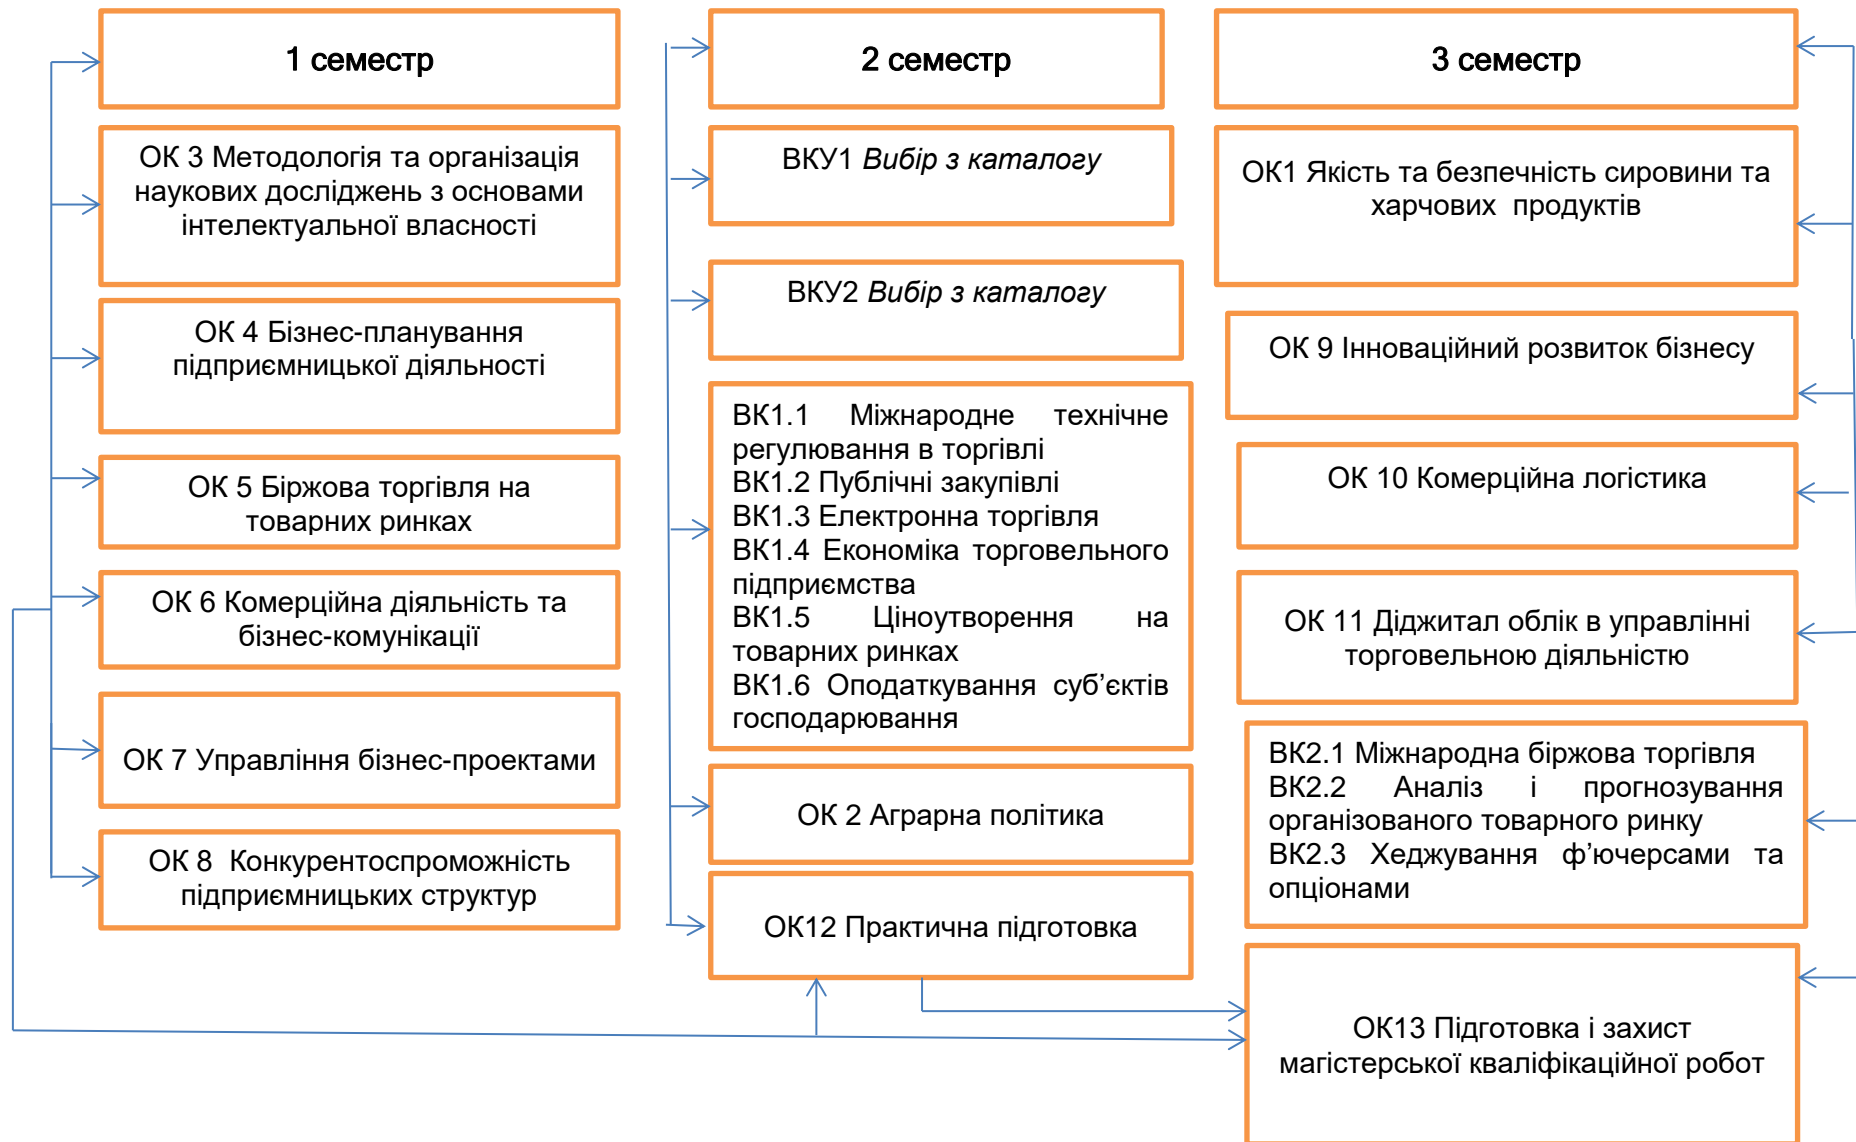 1 семестр
ОК 3 Методологія та організація
наукових досліджень з основами
інтелектуальної власності
ОК 4 Бізнес-планування
підприємницької діяльності
ОК 5 Біржова торгівля на
товарних ринках
ОК 6 Комерційна діяльність та
бізнес-комунікації
ОК 7 Управління бізнес-проектами
ОК 8 Конкурентоспроможність
підприємницьких структур
2 семестр
ВКУ1 Вибір з каталогу
ВКУ2 Вибір з каталогу
ВК1.1 Міжнародне технічне
регулювання в торгівлі
ВК1.2 Публічні закупівлі
ВК1.3 Електронна торгівля
ВК1.4 Економіка торговельного
підприємства
ВК1.5 Ціноутворення на
товарних ринках
ВК1.6 Оподаткування суб’єктів
господарювання
ОК 2 Аграрна політика
ОК12 Практична підготовка
3 семестр
ОК1 Якість та безпечність сировини та
харчових продуктів
ОК 9 Інноваційний розвиток бізнесу
ОК 10 Комерційна логістика
ОК 11 Діджитал облік в управлінні
торговельною діяльністю
ВК2.1 Міжнародна біржова торгівля
ВК2.2 Аналіз і прогнозування
організованого товарного ринку
ВК2.3 Хеджування ф’ючерсами та
опціонами
ОК13 Підготовка і захист
магістерської кваліфікаційної робот